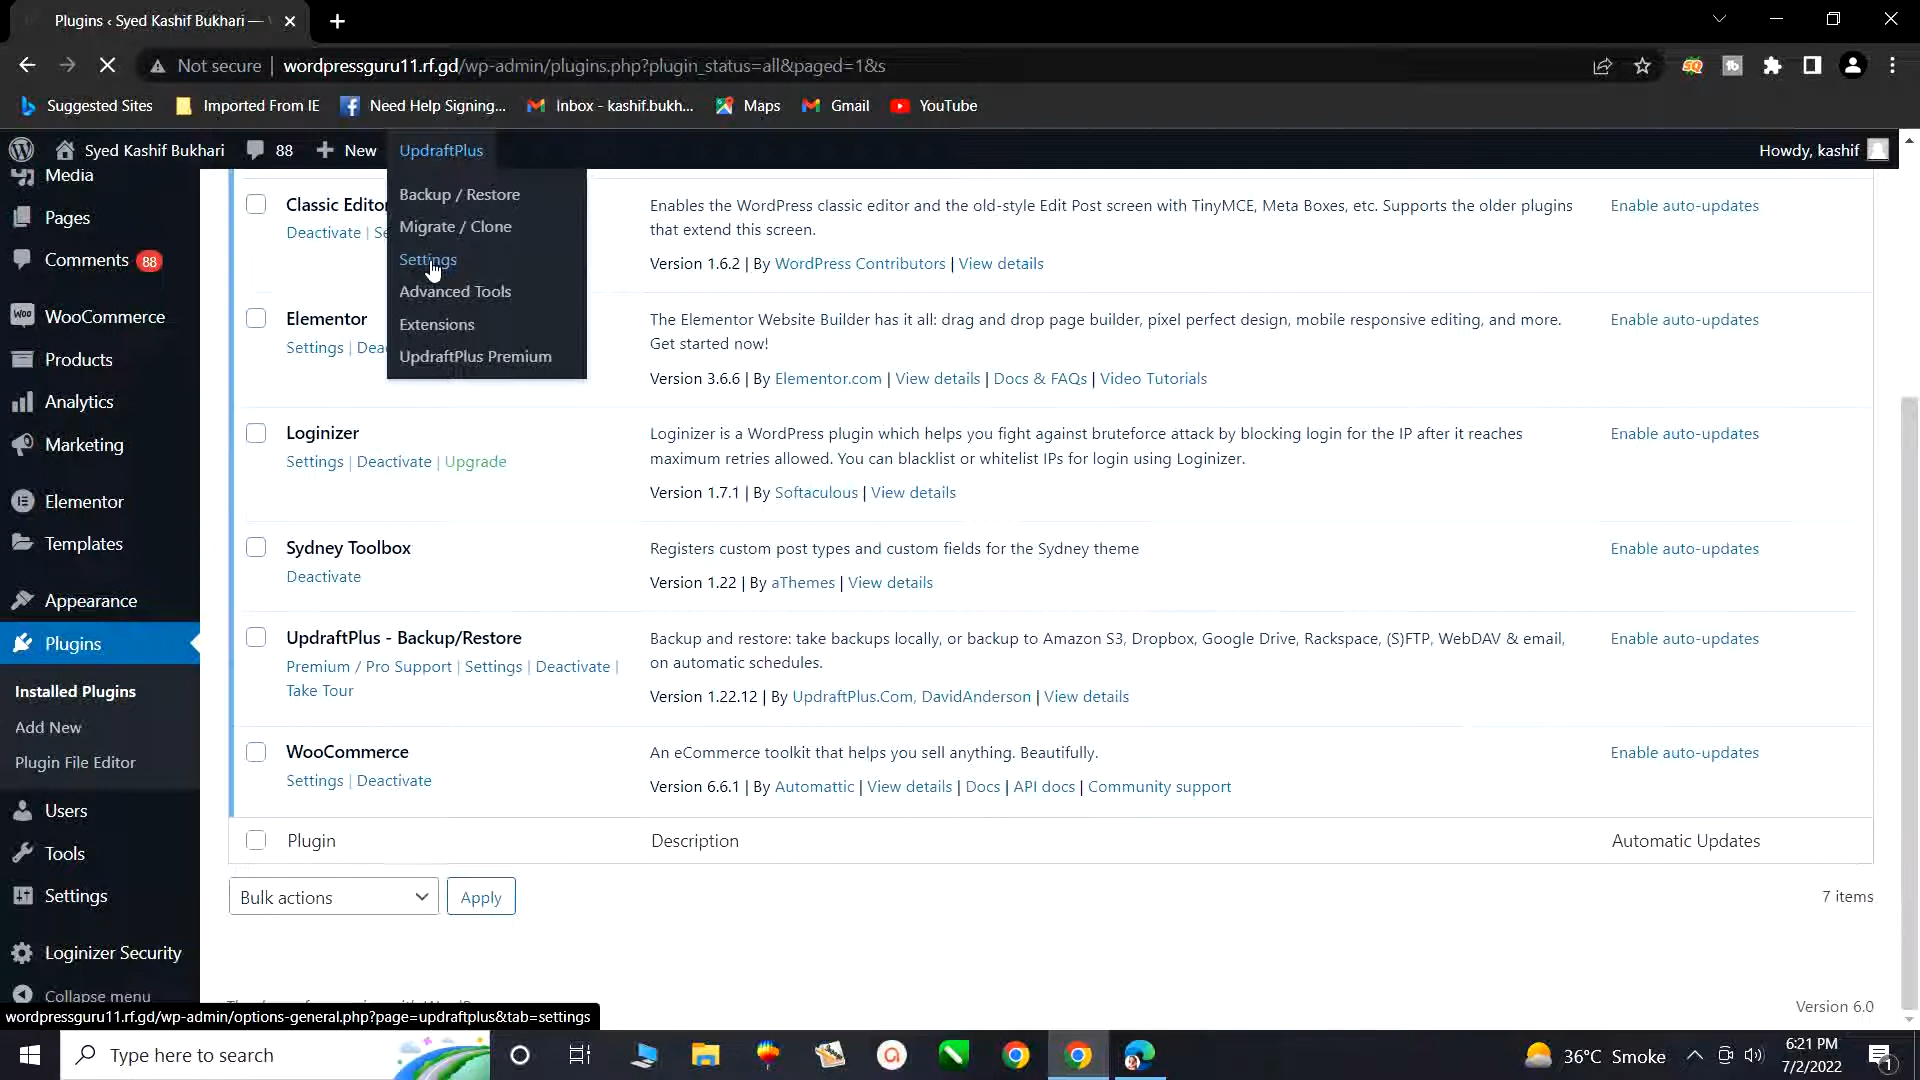 Plugins ‹ Syed Kashif Bukhari —
Not secure | wordpressguru11.rf.gd/wp-admin/plugins.php?plugin_status=all&paged=1&s
Suggested Sites Imported From IE Need Help Signing... Inbox - kashif.bukh... Maps Gmail YouTube
Syed Kashif Bukhari 88 New UpdraftPlus Howdy, kashif
Media
Pages
Comments 88
WooCommerce
Products
Analytics
Marketing
Elementor
Templates
Appearance
Plugins
Installed Plugins
Add New
Plugin File Editor
Users
Tools
Settings
Loginizer Security
Collapse menu
Backup / Restore
Migrate / Clone
Settings
Advanced Tools
Extensions
UpdraftPlus Premium
Classic Editor
Deactivate | Se
Enables the WordPress classic editor and the old-style Edit Post screen with TinyMCE, Meta Boxes, etc. Supports the older plugins
that extend this screen.
Version 1.6.2 | By WordPress Contributors | View details
Enable auto-updates
Elementor
Settings | Dea
The Elementor Website Builder has it all: drag and drop page builder, pixel perfect design, mobile responsive editing, and more.
Get started now!
Version 3.6.6 | By Elementor.com | View details | Docs & FAQs | Video Tutorials
Enable auto-updates
Loginizer
Settings | Deactivate | Upgrade
Loginizer is a WordPress plugin which helps you fight against bruteforce attack by blocking login for the IP after it reaches
maximum retries allowed. You can blacklist or whitelist IPs for login using Loginizer.
Version 1.7.1 | By Softaculous | View details
Enable auto-updates
Sydney Toolbox
Deactivate
Registers custom post types and custom fields for the Sydney theme
Version 1.22 | By aThemes | View details
Enable auto-updates
UpdraftPlus - Backup/Restore
Premium / Pro Support | Settings | Deactivate |
Take Tour
Backup and restore: take backups locally, or backup to Amazon S3, Dropbox, Google Drive, Rackspace, (S)FTP, WebDAV & email,
on automatic schedules.
Version 1.22.12 | By UpdraftPlus.Com, DavidAnderson | View details
Enable auto-updates
WooCommerce
Settings | Deactivate
An eCommerce toolkit that helps you sell anything. Beautifully.
Version 6.6.1 | By Automattic | View details | Docs | API docs | Community support
Enable auto-updates
Plugin Description Automatic Updates
Bulk actions Apply 7 items
Version 6.0
wordpressguru11.rf.gd/wp-admin/options-general.php?page=updraftplus&tab=settings
Type here to search 36°C Smoke 6:21 PM
7/2/2022 1